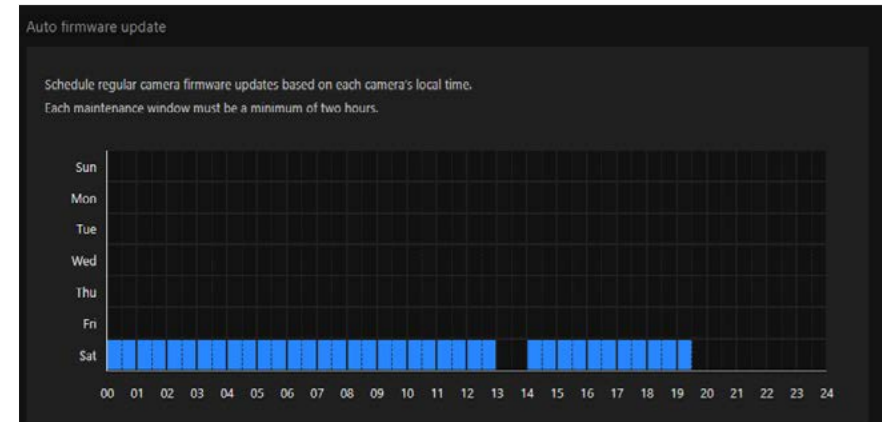 Auto firmware update
Schedule regular camera firmware updates based on each camera's local time.
Each maintenance window must be a minimum of two hours.
Sun
Mon
Tue
Wed
Thu
Fri
Sat
00 01 02 03 04 05 06 07 08 09 10 11 12 13 14 15 16 17 18 19 20 21 22 23 24